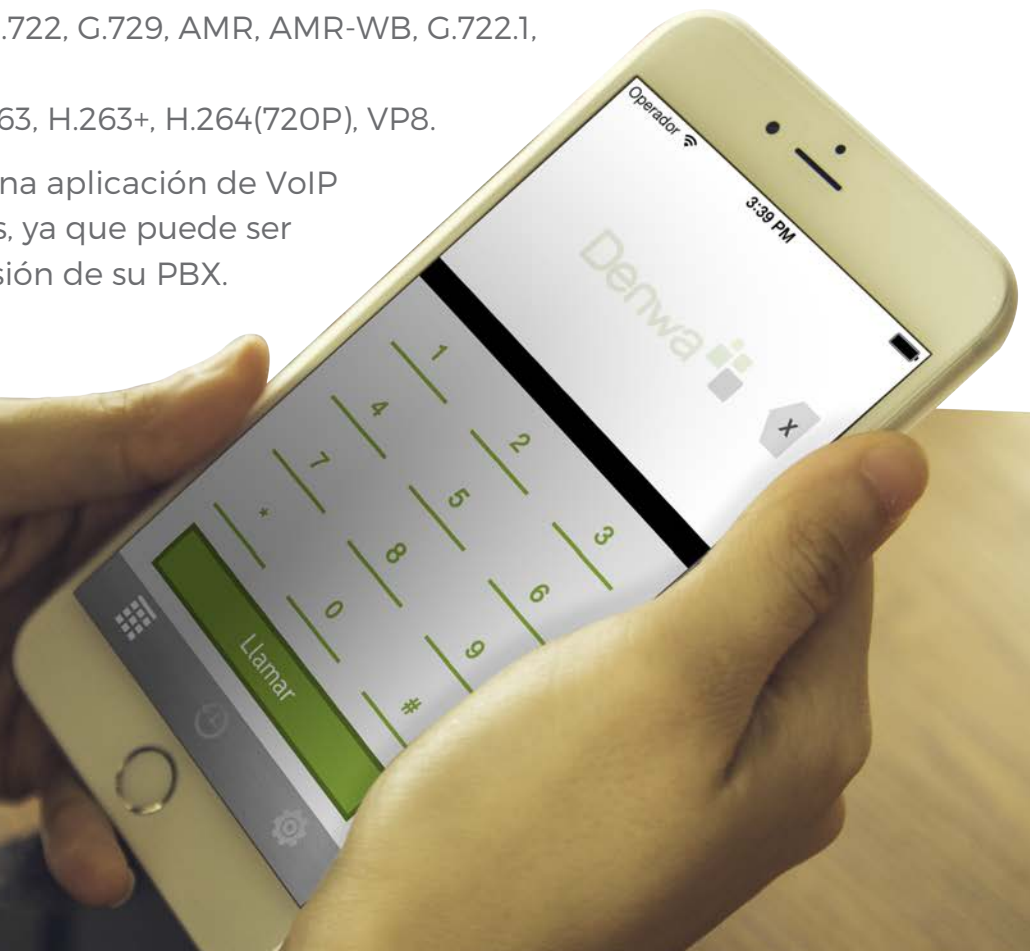 .722, G.729, AMR, AMR-WB, G.722.1,
63, H.263+, H.264(720P), VP8.
na aplicación de VoIP
s, ya que puede ser
sión de su PBX.
Operador
3:39 PM
Denwa
X
1
2
3
4
5
6
7
8
9
*
0
#
Llamar